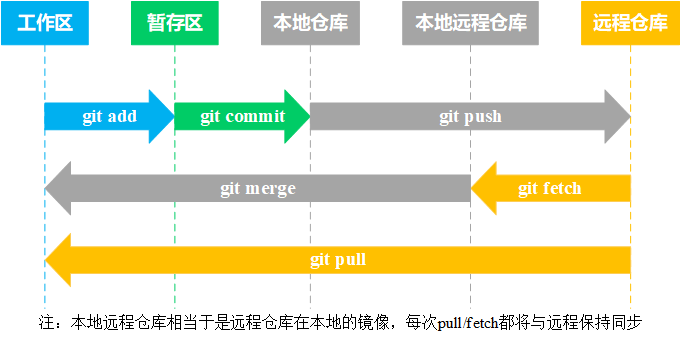 工作区 暂存区 本地仓库 本地远程仓库 远程仓库
git add git commit git push
git merge git fetch
git pull
注：本地远程仓库相当于是远程仓库在本地的镜像，每次pull/fetch都将与远程保持同步